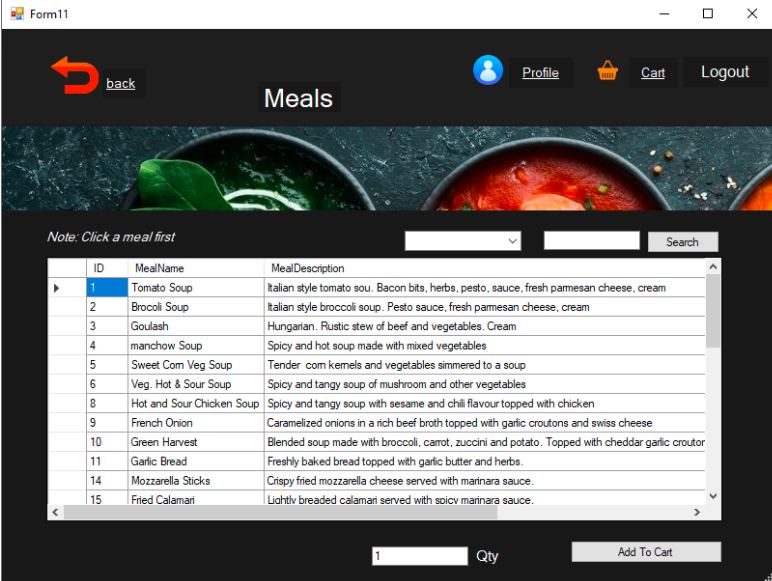 Form11
back
Meals
Profile
Cart
Logout
Note: Click a meal first
Search
ID MealName MealDescription
1 Tomato Soup Italian style tomato sou. Bacon bits, herbs, pesto, sauce, fresh parmesan cheese, cream
2 Brocoli Soup Italian style broccoli soup. Pesto sauce, fresh parmesan cheese, cream
3 Goulash Hungarian. Rustic stew of beef and vegetables. Cream
4 manchow Soup Spicy and hot soup made with mixed vegetables
5 Sweet Corn Veg Soup Tender corn kernels and vegetables simmered to a soup
6 Veg. Hot & Sour Soup Spicy and tangy soup of mushroom and other vegetables
8 Hot and Sour Chicken Soup Spicy and tangy soup with sesame and chili flavour topped with chicken
9 French Onion Caramelized onions in a rich beef broth topped with garlic croutons and swiss cheese
10 Green Harvest Blended soup made with broccoli, carrot, zuccini and potato. Topped with cheddar garlic crouton
11 Garlic Bread Freshly baked bread topped with garlic butter and herbs.
14 Mozzarella Sticks Crispy fried mozzarella cheese served with marinara sauce.
15 Fried Calamari Lightly breaded calamari served with spicy marinara sauce.
1 Qty
Add To Cart